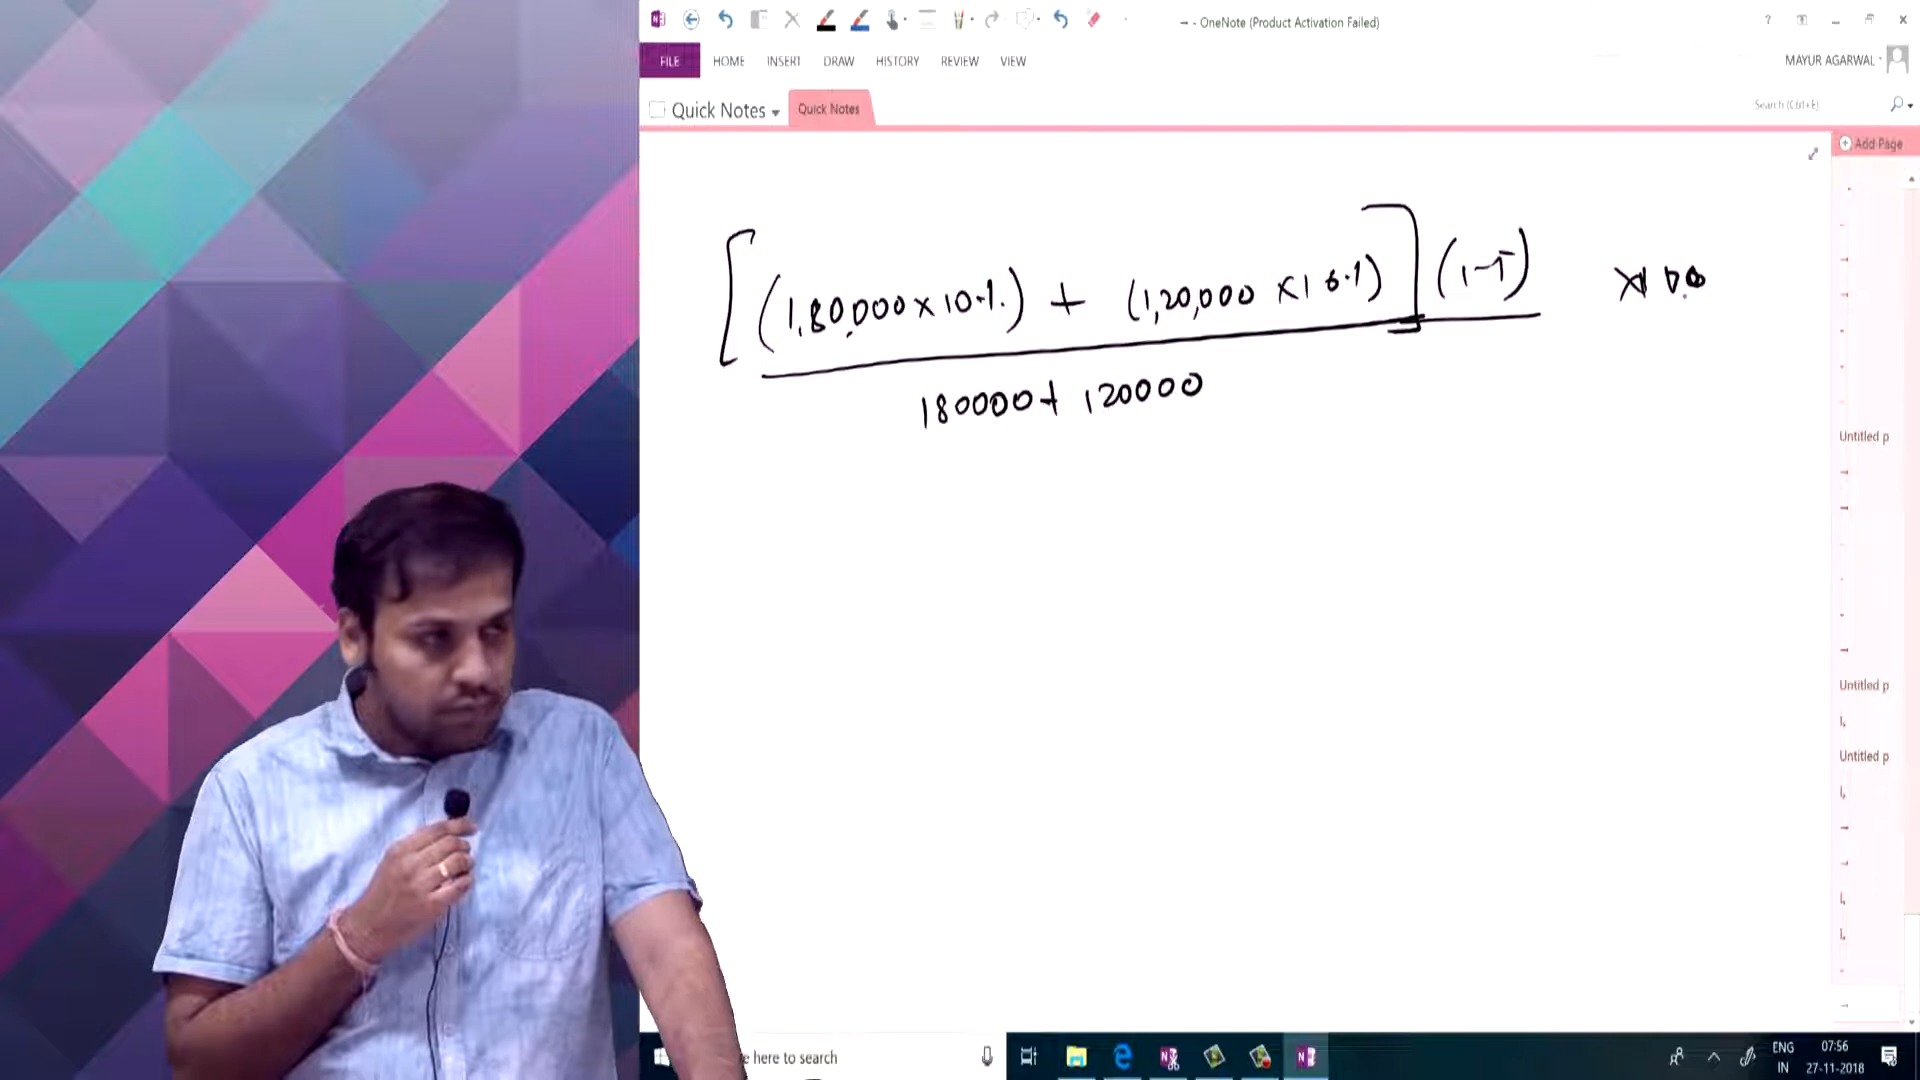 - OneNote (Product Activation Failed)
?
FILE HOME INSERT DRAW HISTORY REVIEW VIEW
MAYUR AGARWAL
Quick Notes
Quick Notes
Search (Ctrl+E)
Add Page
[(1,80,000 x 10%) + (1,20,000 x 16%)] (1-T) x 100
180000 + 120000
Untitled p
Untitled p
Untitled p
e here to search
ENG
IN
07:56
27-11-2018